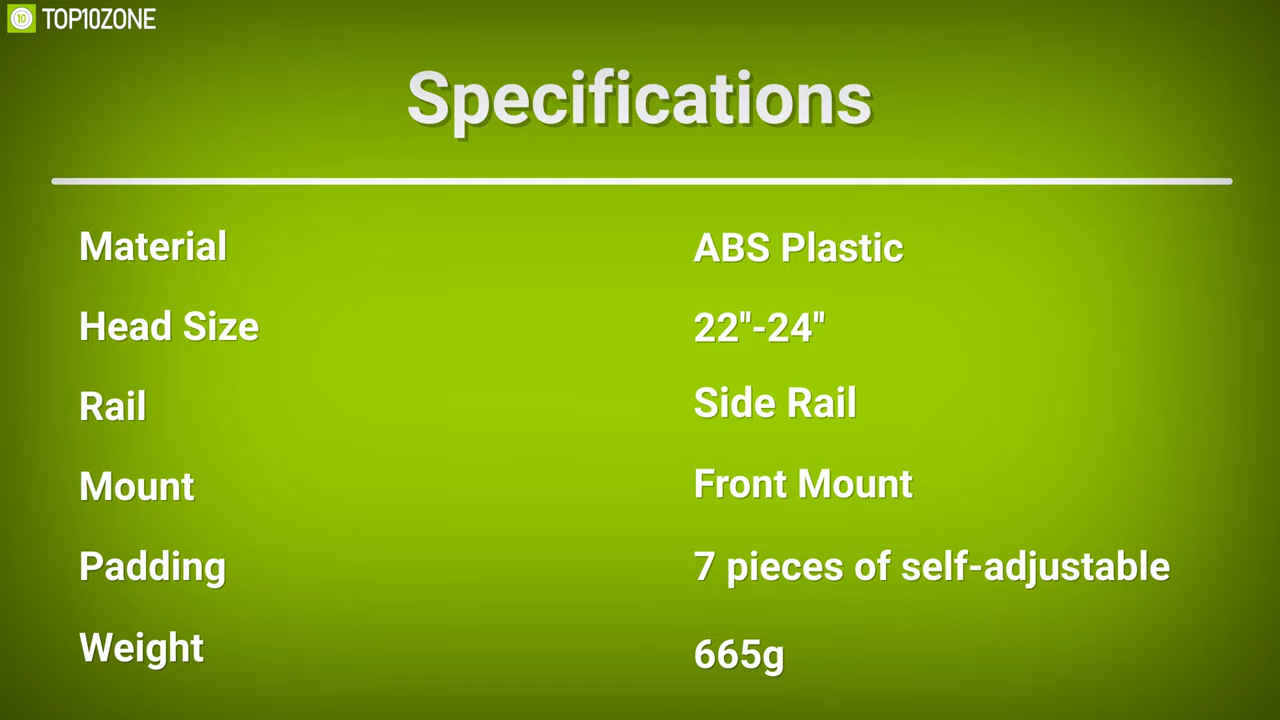 10 TOP10ZONE
Specifications
Material ABS Plastic
Head Size 22"-24"
Rail Side Rail
Mount Front Mount
Padding 7 pieces of self-adjustable
Weight 665g